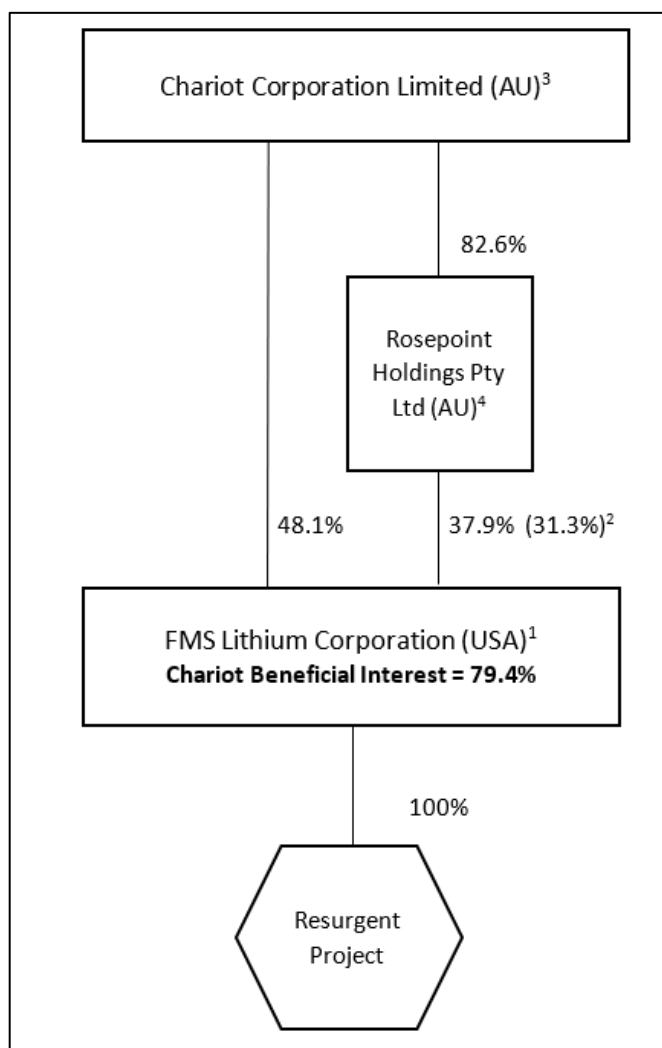 Chariot Corporation Limited (AU)³
82.6%
Rosepoint
Holdings Pty
Ltd (AU)⁴
48.1%
37.9% (31.3%)²
FMS Lithium Corporation (USA)¹
Chariot Beneficial Interest = 79.4%
100%
Resurgent
Project